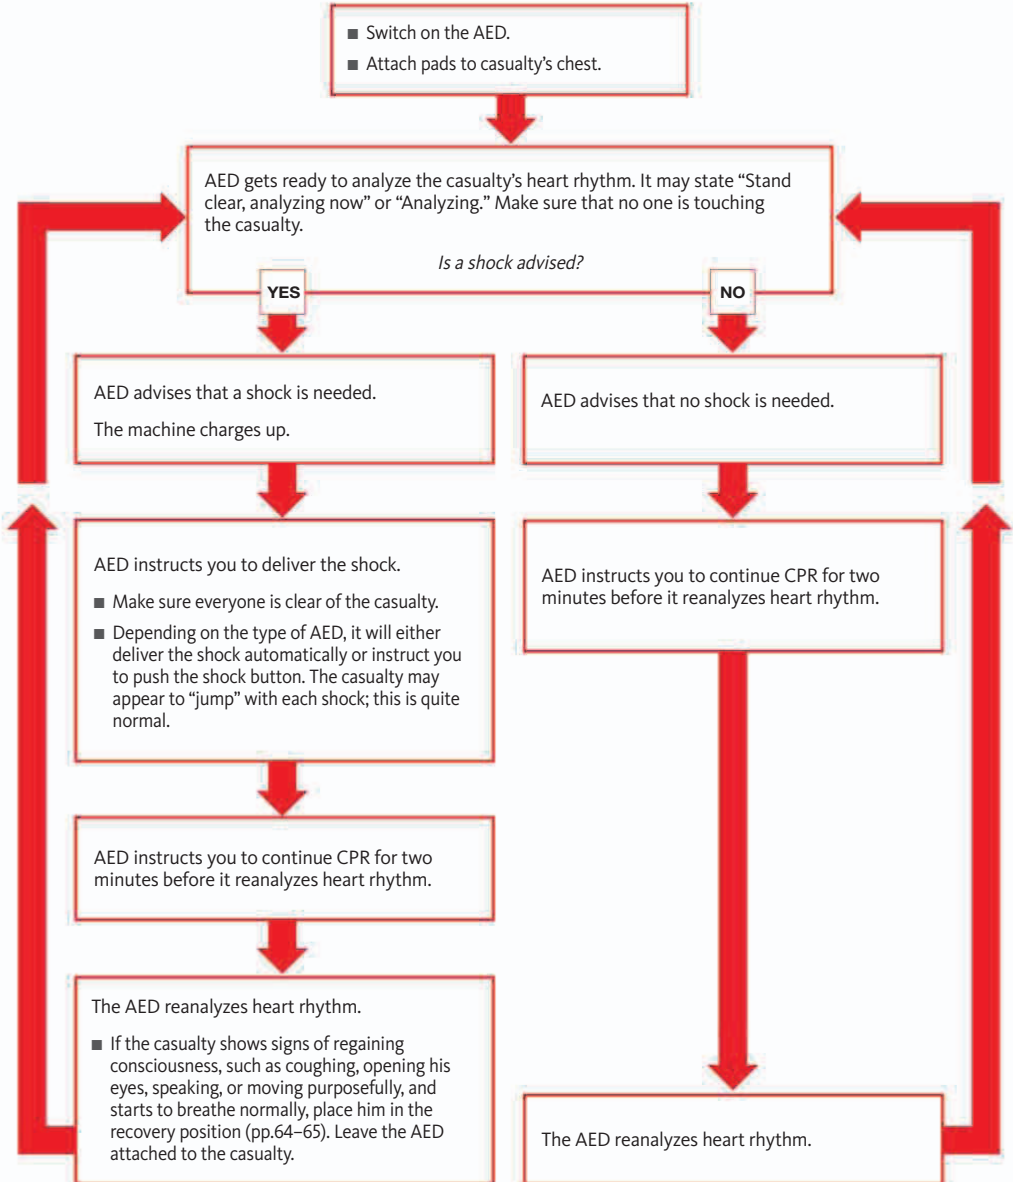 ■ Switch on the AED.
■ Attach pads to casualty's chest.
AED gets ready to analyze the casualty's heart rhythm. It may state “Stand
clear, analyzing now” or “Analyzing.” Make sure that no one is touching
the casualty.
Is a shock advised?
YES
NO
AED advises that a shock is needed.
The machine charges up.
AED advises that no shock is needed.
AED instructs you to deliver the shock.
■ Make sure everyone is clear of the casualty.
■ Depending on the type of AED, it will either
deliver the shock automatically or instruct you
to push the shock button. The casualty may
appear to “jump” with each shock; this is quite
normal.
AED instructs you to continue CPR for two
minutes before it reanalyzes heart rhythm.
AED instructs you to continue CPR for two
minutes before it reanalyzes heart rhythm.
The AED reanalyzes heart rhythm.
■ If the casualty shows signs of regaining
consciousness, such as coughing, opening his
eyes, speaking, or moving purposefully, and
starts to breathe normally, place him in the
recovery position (pp.64–65). Leave the AED
attached to the casualty.
The AED reanalyzes heart rhythm.